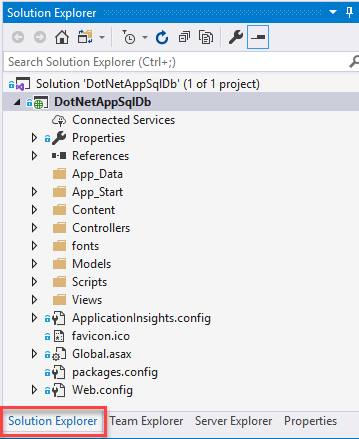 Solution Explorer
Search Solution Explorer (Ctrl+;)
Solution 'DotNetAppSqlDb' (1 of 1 project)
DotNetAppSqlDb
Connected Services
Properties
References
App_Data
App_Start
Content
Controllers
fonts
Models
Scripts
Views
ApplicationInsights.config
favicon.ico
Global.asax
packages.config
Web.config
Solution Explorer Team Explorer Server Explorer Properties